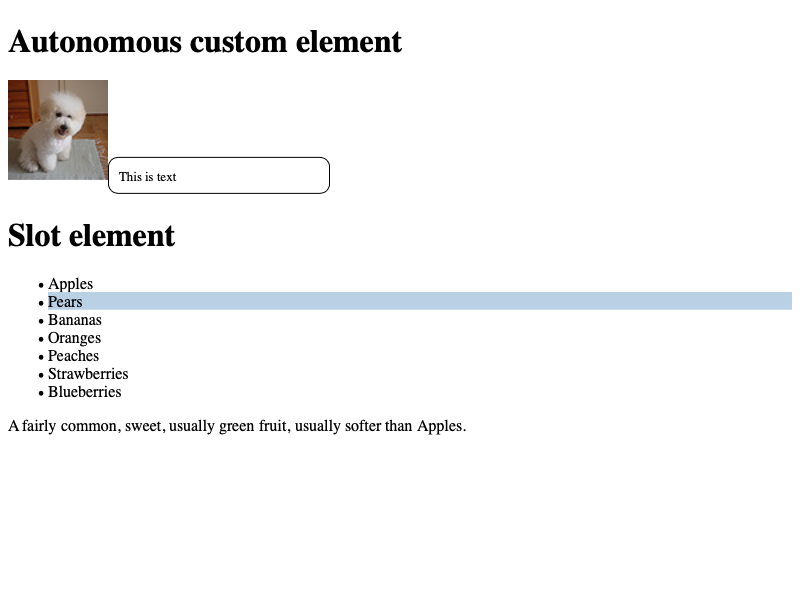 Autonomous custom element
This is text
Slot element
• Apples
• Pears
• Bananas
• Oranges
• Peaches
• Strawberries
• Blueberries
A fairly common, sweet, usually green fruit, usually softer than Apples.